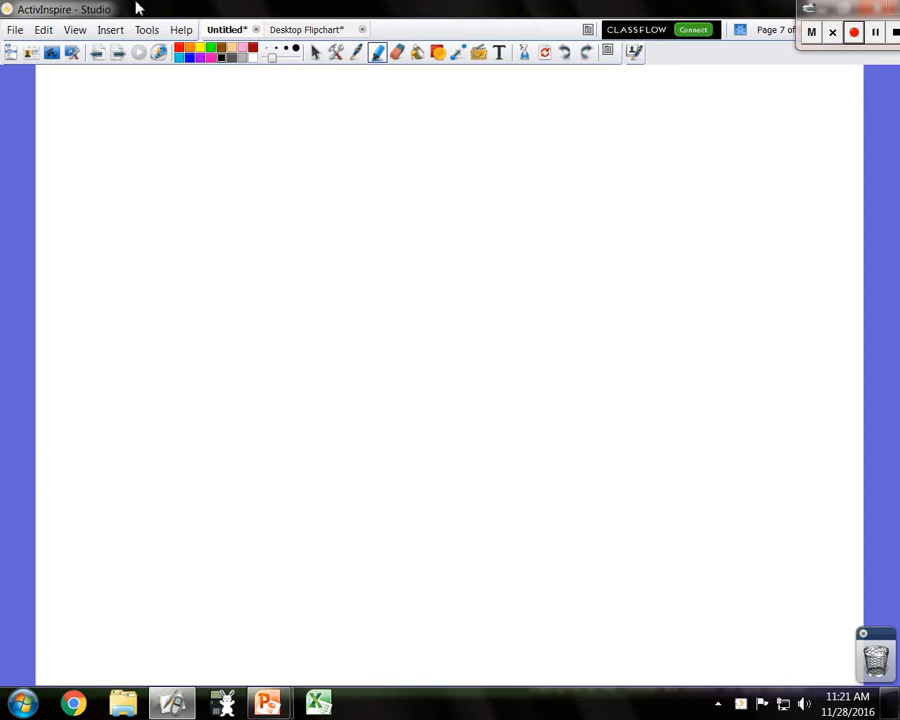 ActivInspire - Studio
File Edit View Insert Tools Help Untitled* Desktop Flipchart* CLASSFLOW Connect Page 7 of
M
T
11:21 AM
11/28/2016